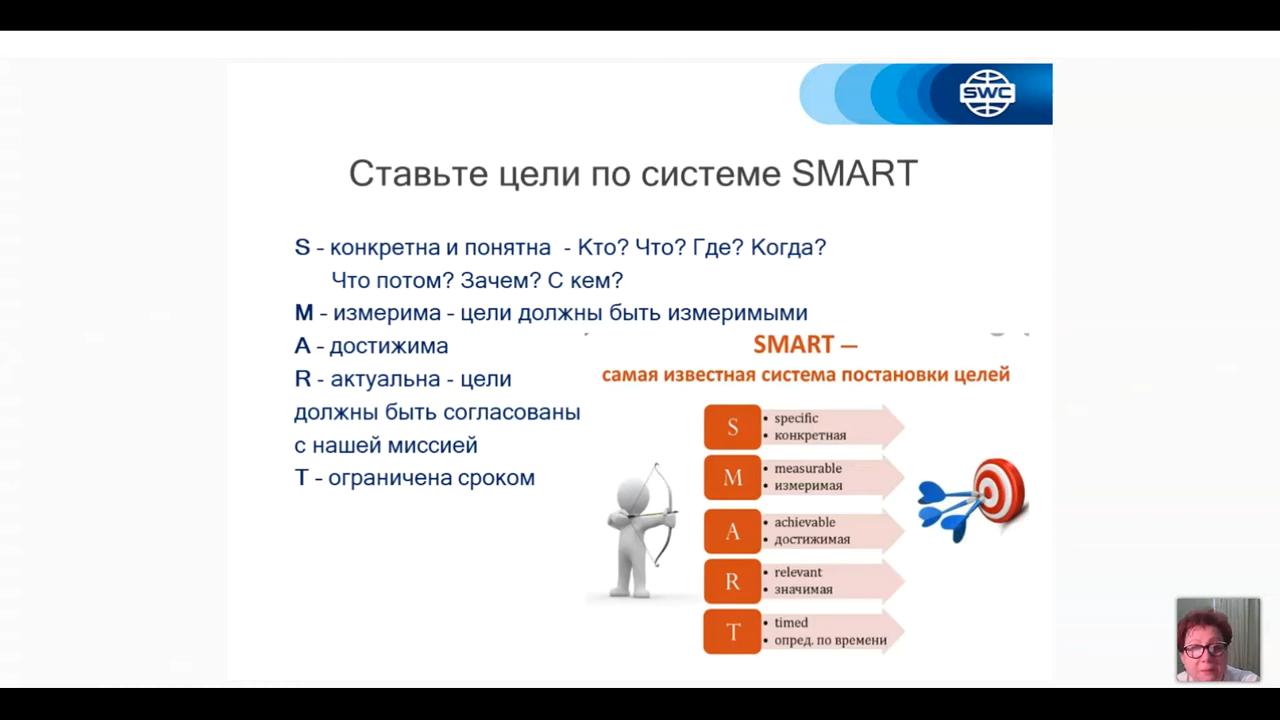 SWC
Ставьте цели по системе SMART
S - конкретна и понятна - Кто? Что? Где? Когда?
Что потом? Зачем? С кем?
M - измерима - цели должны быть измеримыми
A - достижима
R - актуальна - цели
должны быть согласованы
с нашей миссией
T - ограничена сроком
SMART —
самая известная система постановки целей
S
• specific
• конкретная
M
• measurable
• измеримая
A
• achievable
• достижимая
R
• relevant
• значимая
T
• timed
• опред. по времени